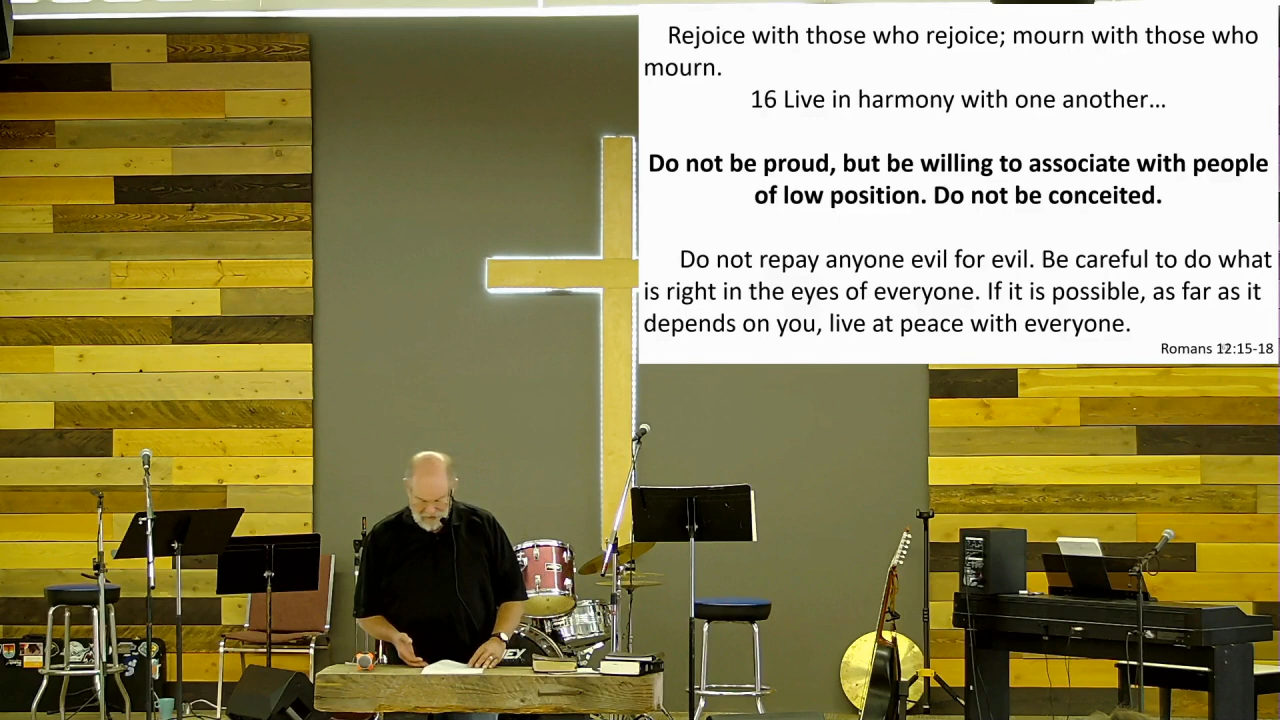 Rejoice with those who rejoice; mourn with those who
mourn.
16 Live in harmony with one another…
Do not be proud, but be willing to associate with people
of low position. Do not be conceited.
Do not repay anyone evil for evil. Be careful to do what
is right in the eyes of everyone. If it is possible, as far as it
depends on you, live at peace with everyone.
Romans 12:15-18